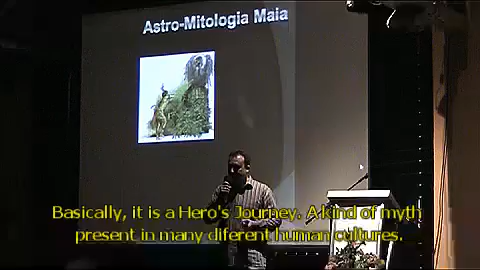 Astro-Mitologia Maia
Basically, it is a Hero's Journey. A kind of myth
present in many diferent human cultures.